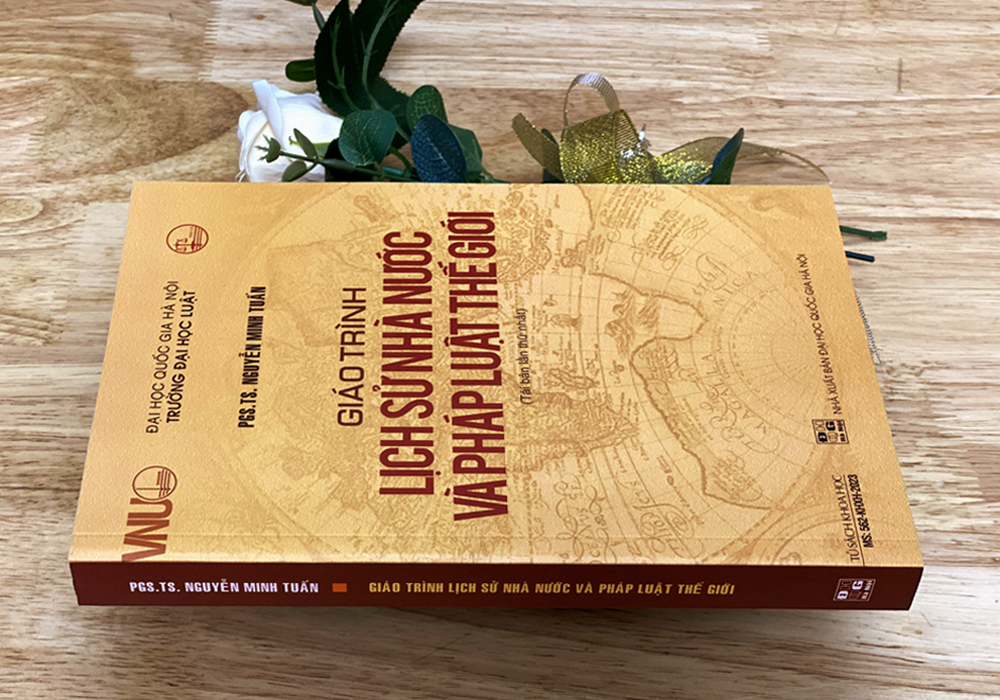 ĐẠI HỌC QUỐC GIA HÀ NỘI
TRƯỜNG ĐẠI HỌC LUẬT
VNU
PGS.TS. NGUYỄN MINH TUẤN
GIÁO TRÌNH
LỊCH SỬ NHÀ NƯỚC
VÀ PHÁP LUẬT THẾ GIỚI
(Tái bản lần thứ nhất)
NHÀ XUẤT BẢN ĐẠI HỌC QUỐC GIA HÀ NỘI
TỦ SÁCH KHOA HỌC
MS: 562-KHXH-2023
PGS.TS. NGUYỄN MINH TUẤN GIÁO TRÌNH LỊCH SỬ NHÀ NƯỚC VÀ PHÁP LUẬT THẾ GIỚI